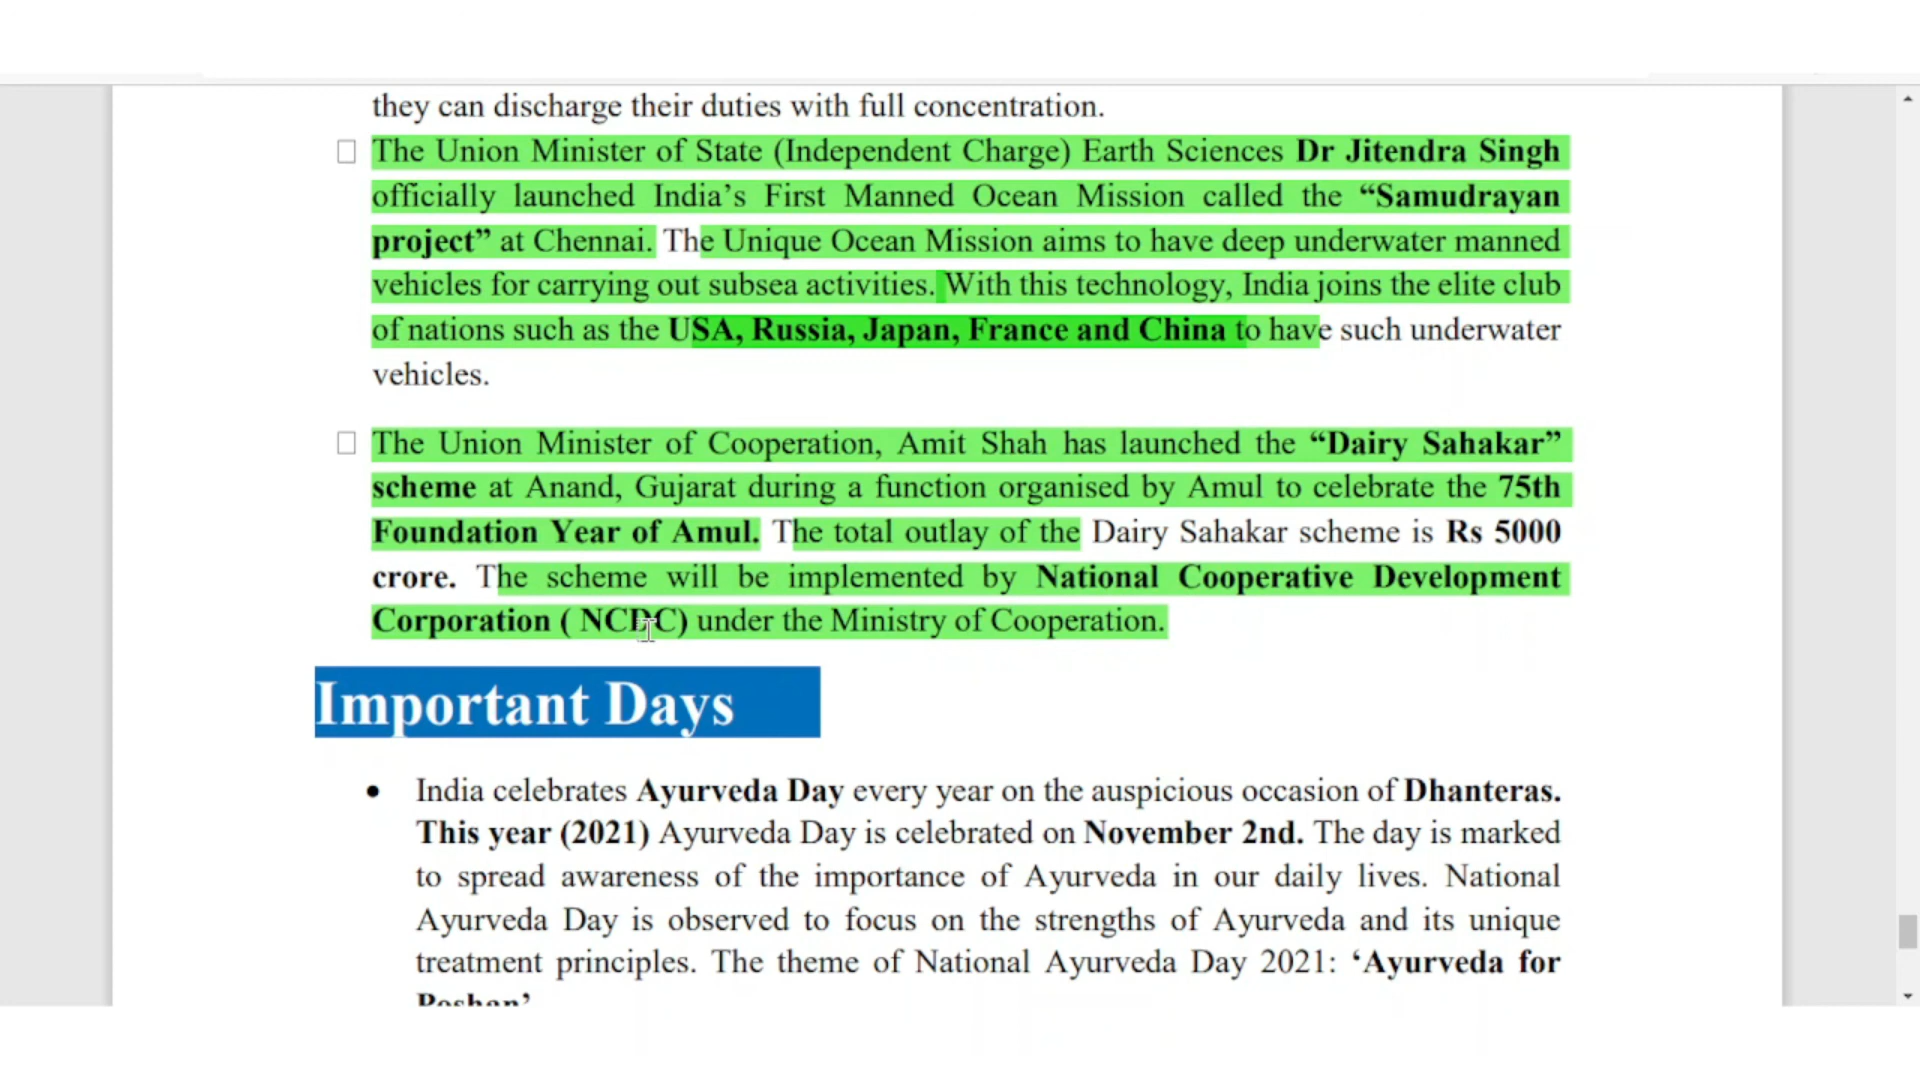 they can discharge their duties with full concentration.
The Union Minister of State (Independent Charge) Earth Sciences Dr Jitendra Singh
officially launched India’s First Manned Ocean Mission called the “Samudrayan
project” at Chennai. The Unique Ocean Mission aims to have deep underwater manned
vehicles for carrying out subsea activities. With this technology, India joins the elite club
of nations such as the USA, Russia, Japan, France and China to have such underwater
vehicles.
The Union Minister of Cooperation, Amit Shah has launched the “Dairy Sahakar”
scheme at Anand, Gujarat during a function organised by Amul to celebrate the 75th
Foundation Year of Amul. The total outlay of the Dairy Sahakar scheme is Rs 5000
crore. The scheme will be implemented by National Cooperative Development
Corporation ( NCDC) under the Ministry of Cooperation.
Important Days
• India celebrates Ayurveda Day every year on the auspicious occasion of Dhanteras.
This year (2021) Ayurveda Day is celebrated on November 2nd. The day is marked
to spread awareness of the importance of Ayurveda in our daily lives. National
Ayurveda Day is observed to focus on the strengths of Ayurveda and its unique
treatment principles. The theme of National Ayurveda Day 2021: ‘Ayurveda for
Poshan’